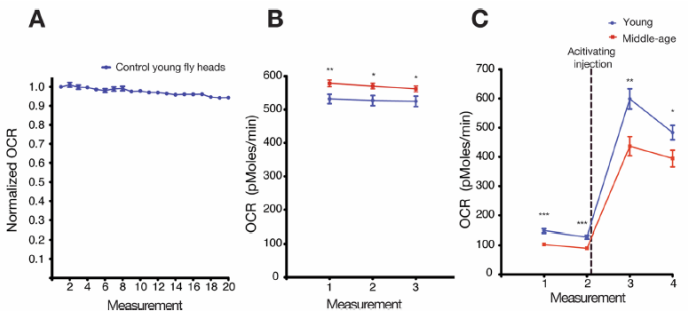 A
B
C
Young
Middle-age
Acitivating
injection
Control young fly heads
Normalized OCR
1.0
0.9
0.8
0.7
0.6
0.5
0.4
0.3
0.2
0.1
2 4 6 8 10 12 14 16 18 20
Measurement
OCR (pMoles/min)
600
500
400
300
200
100
0
** * *
1 2 3
Measurement
OCR (pMoles/min)
700
600
500
400
300
200
100
0
*** *** ** *
1 2 3 4
Measurement